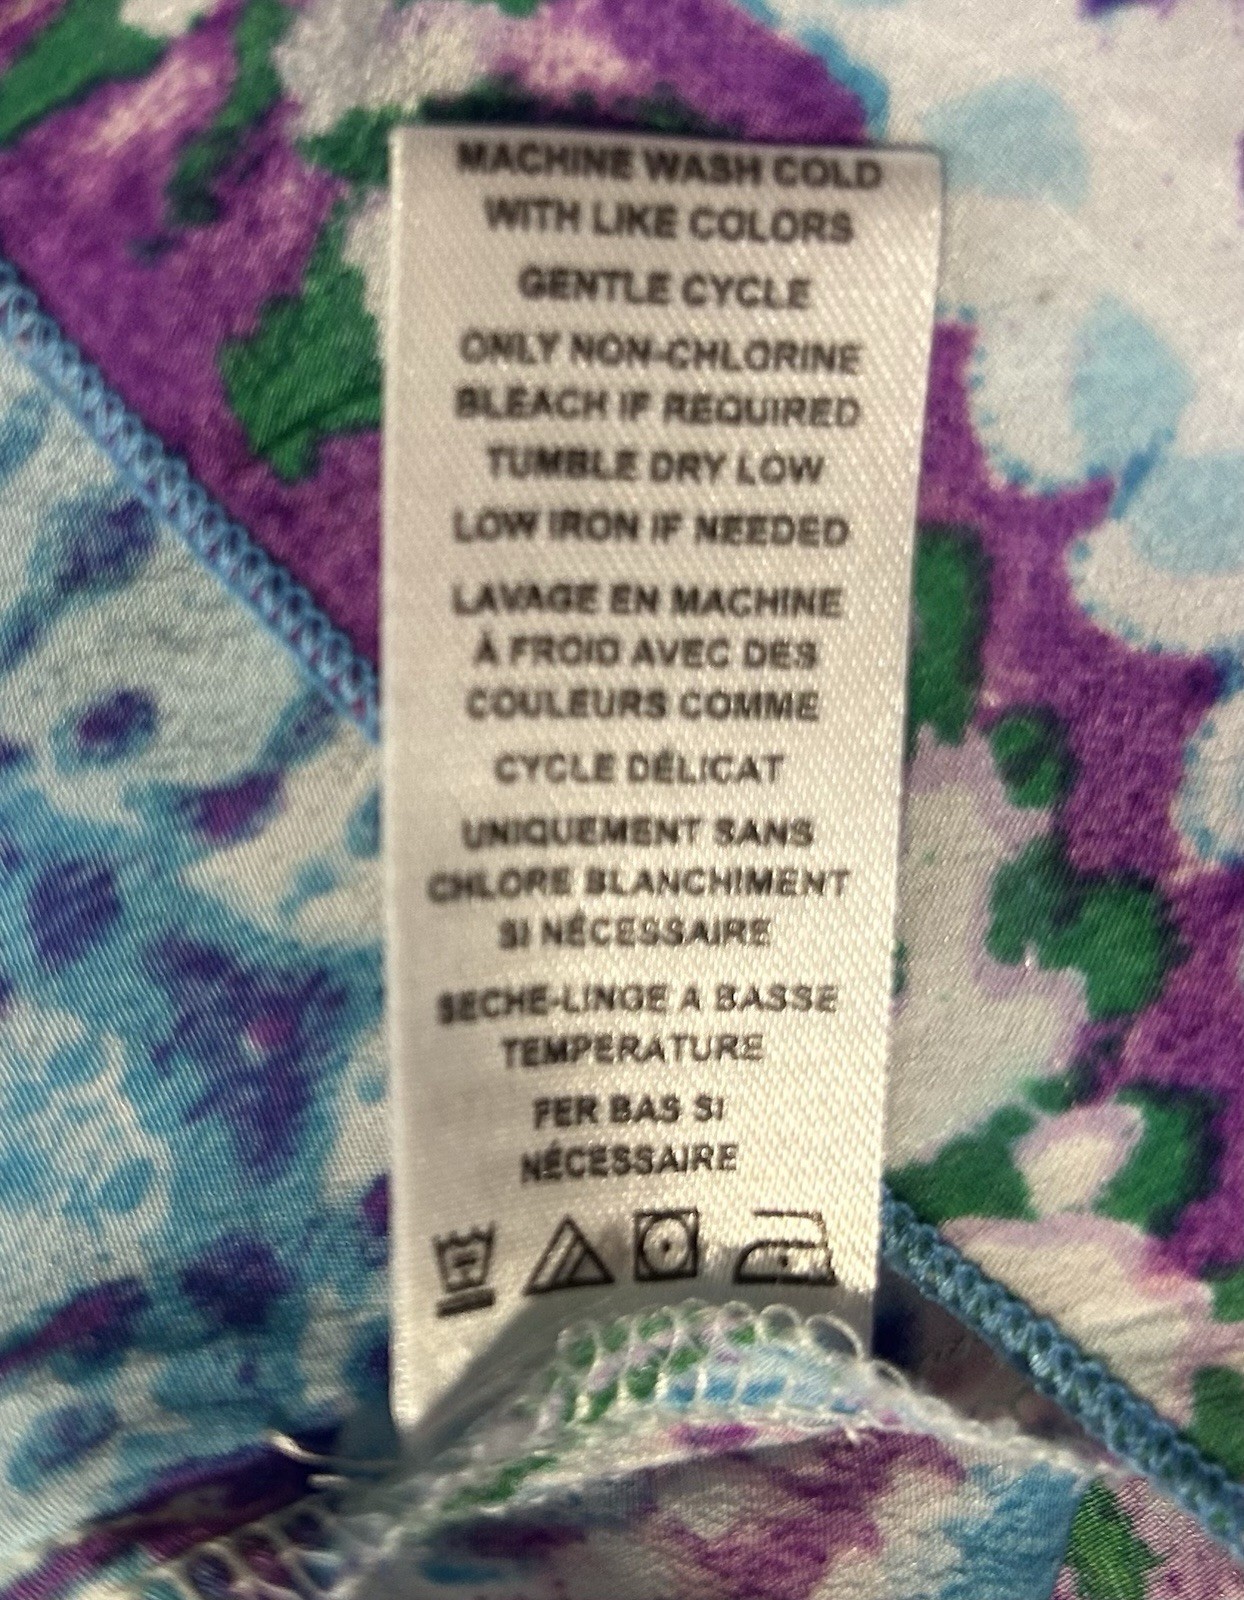 MACHINE WASH COLD
WITH LIKE COLORS
GENTLE CYCLE
ONLY NON-CHLORINE
BLEACH IF REQUIRED
TUMBLE DRY LOW
LOW IRON IF NEEDED
LAVAGE EN MACHINE
À FROID AVEC DES
COULEURS COMME
CYCLE DÉLICAT
UNIQUEMENT SANS
CHLORE BLANCHIMENT
SI NÉCESSAIRE
SECHE-LINGE A BASSE
TEMPERATURE
FER BAS SI
NÉCESSAIRE